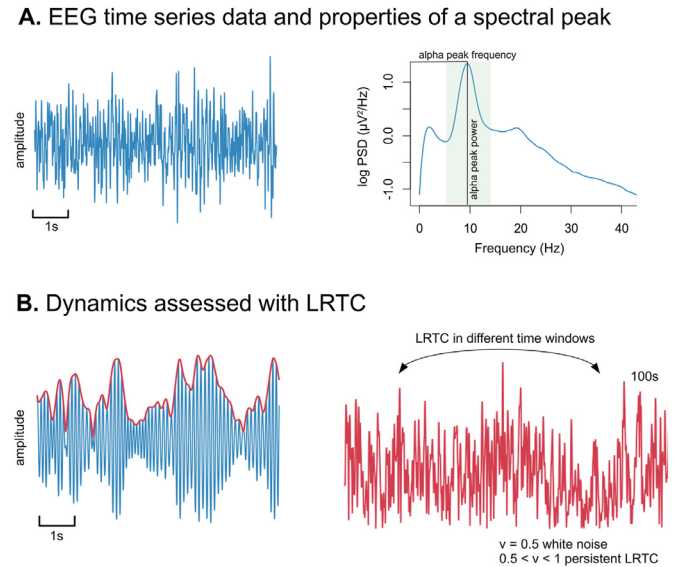 A. EEG time series data and properties of a spectral peak
amplitude
1s
alpha peak frequency
log PSD (µV²/Hz)
1.0
0.0
-1.0
alpha peak power
0
10
20
30
40
Frequency (Hz)
B. Dynamics assessed with LRTC
amplitude
1s
LRTC in different time windows
100s
ν = 0.5 white noise
0.5 < ν < 1 persistent LRTC